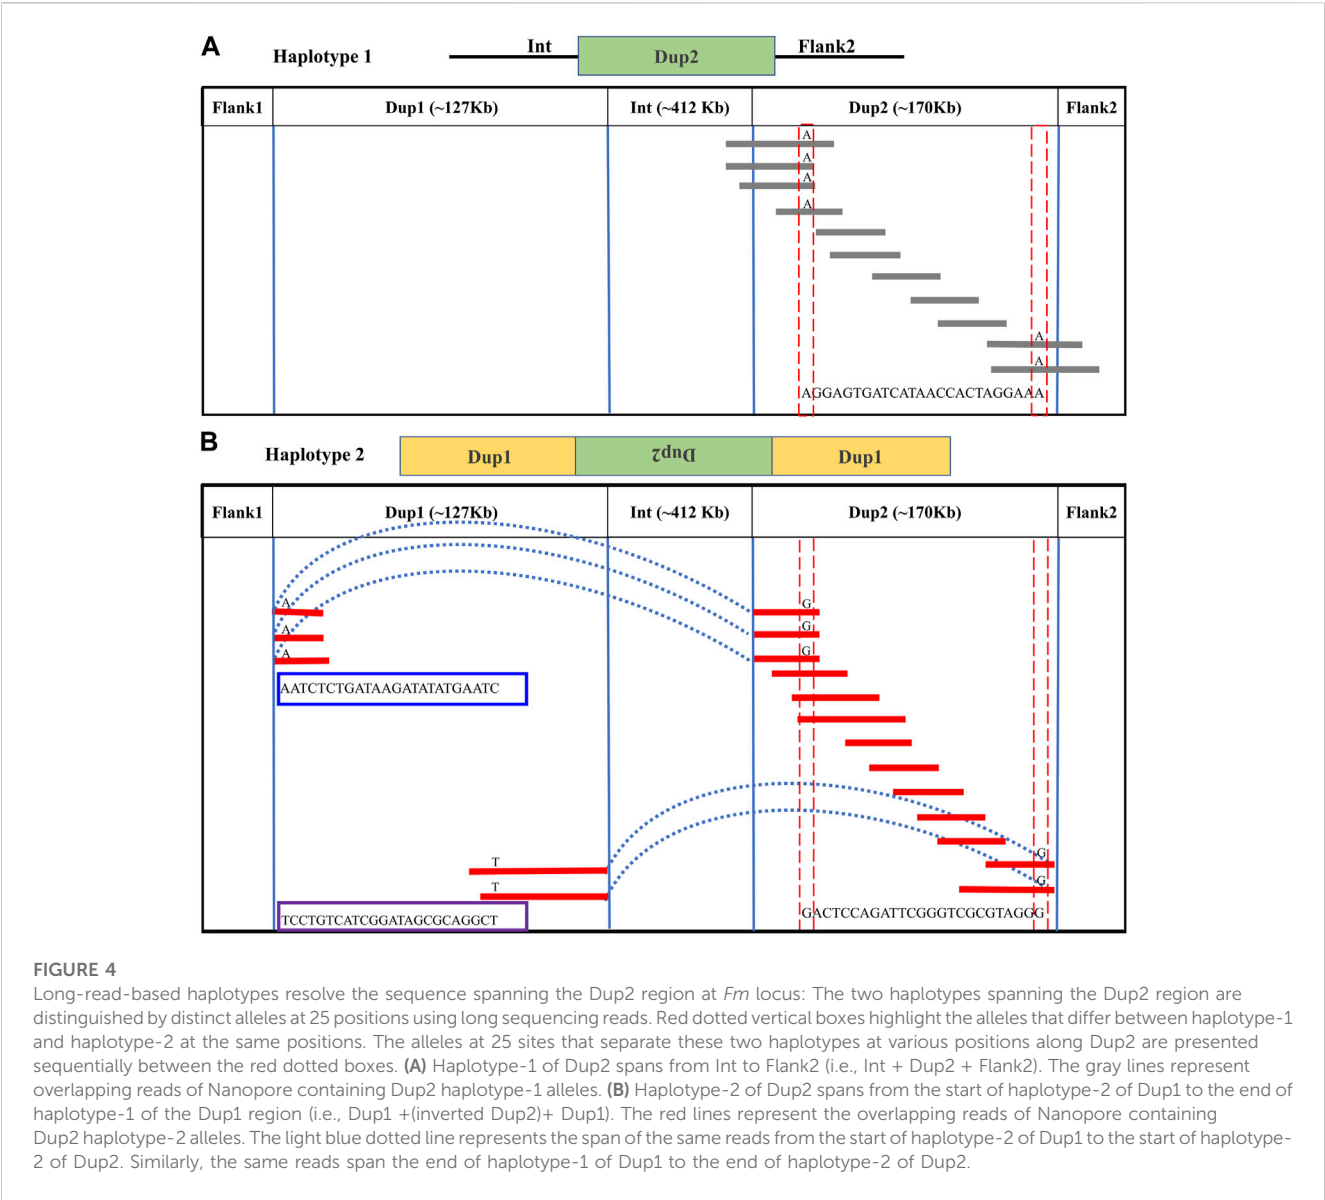 A
Haplotype 1
Int
Dup2
Flank2
Flank1
Dup1 (~127Kb)
Int (~412 Kb)
Dup2 (~170Kb)
Flank2
A
A
A
A
A
A
AGGAGTGATCATAACCACTAGGAAA
B
Haplotype 2
Dup1
Dup2
Dup1
Flank1
Dup1 (~127Kb)
Int (~412 Kb)
Dup2 (~170Kb)
Flank2
A
G
A
G
A
G
AATCTCTGATAAGATATATGAATC
G
T
G
T
TCCTGTCATCGGATAGCGCAGGCT
GACTCCAGATTCGGGTCGCGTAGGG
FIGURE 4
Long-read-based haplotypes resolve the sequence spanning the Dup2 region at Fm locus: The two haplotypes spanning the Dup2 region are
distinguished by distinct alleles at 25 positions using long sequencing reads. Red dotted vertical boxes highlight the alleles that differ between haplotype-1
and haplotype-2 at the same positions. The alleles at 25 sites that separate these two haplotypes at various positions along Dup2 are presented
sequentially between the red dotted boxes. (A) Haplotype-1 of Dup2 spans from Int to Flank2 (i.e., Int + Dup2 + Flank2). The gray lines represent
overlapping reads of Nanopore containing Dup2 haplotype-1 alleles. (B) Haplotype-2 of Dup2 spans from the start of haplotype-2 of Dup1 to the end of
haplotype-1 of the Dup1 region (i.e., Dup1 +(inverted Dup2)+ Dup1). The red lines represent the overlapping reads of Nanopore containing
Dup2 haplotype-2 alleles. The light blue dotted line represents the span of the same reads from the start of haplotype-2 of Dup1 to the start of haplotype-
2 of Dup2. Similarly, the same reads span the end of haplotype-1 of Dup1 to the end of haplotype-2 of Dup2.